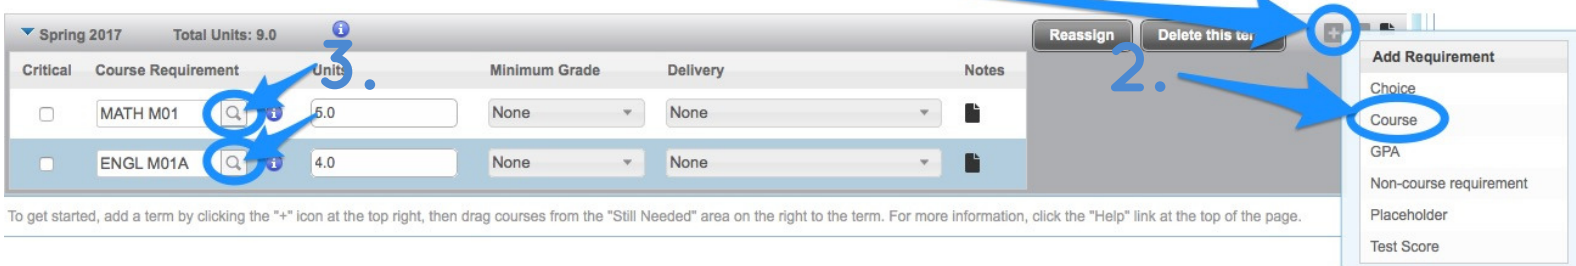 Spring 2017 Total Units: 9.0 Reassign Delete this term
Critical Course Requirement Units Minimum Grade Delivery Notes
MATH M01 5.0 None None
ENGL M01A 4.0 None None
3.
2.
To get started, add a term by clicking the "+" icon at the top right, then drag courses from the "Still Needed" area on the right to the term. For more information, click the "Help" link at the top of the page.
Add Requirement
Choice
Course
GPA
Non-course requirement
Placeholder
Test Score